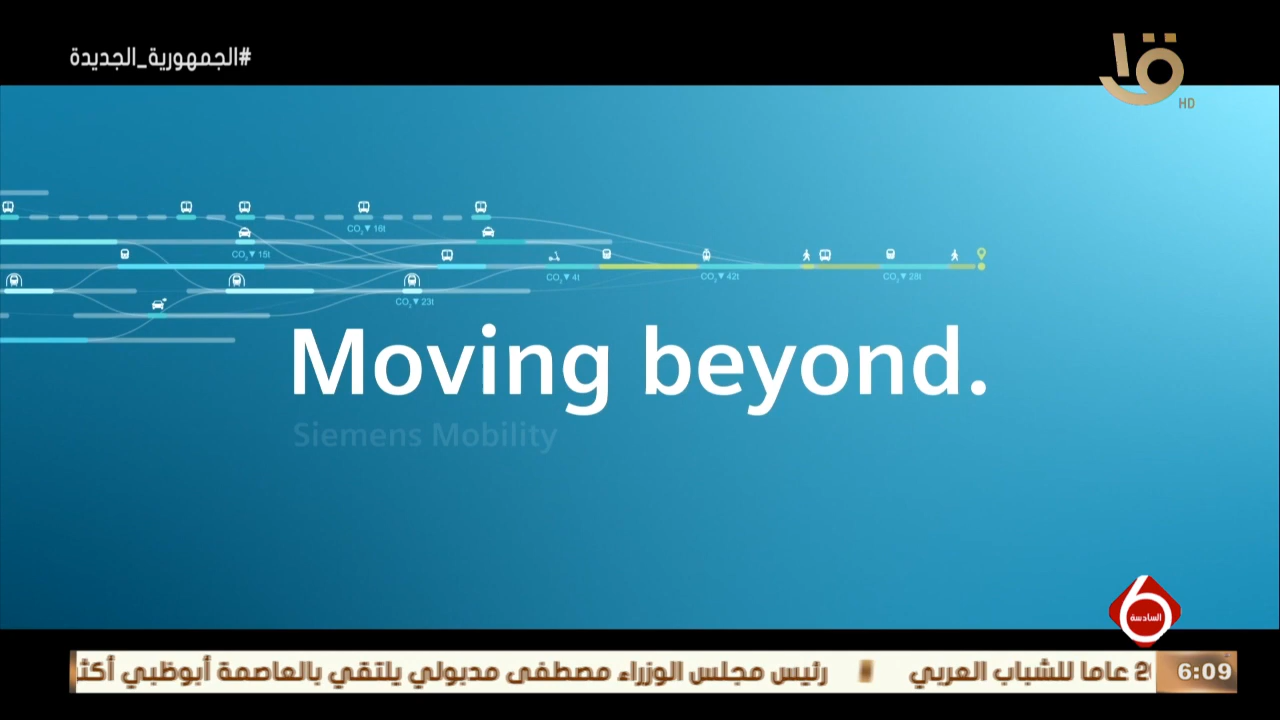 #الجمهورية_الجديدة
HD
CO₂▼16t
CO₂▼15t
CO₂▼4t
CO₂▼42t
CO₂▼28t
CO₂▼23t
Moving beyond.
Siemens Mobility
6
السادسة
عاما للشباب العربي
رئيس مجلس الوزراء مصطفى مدبولي يلتقي بالعاصمة أبوظبي
6:09